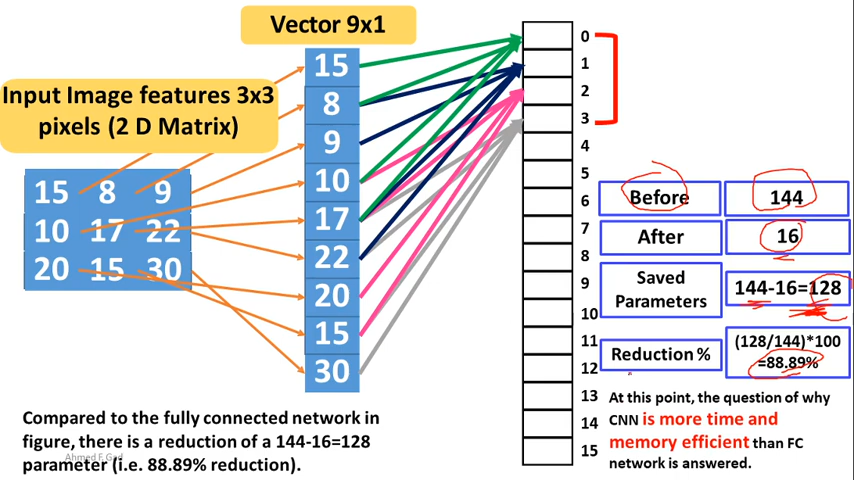 Vector 9x1
Input Image features 3x3
pixels (2 D Matrix)
15 8 9
10 17 22
20 15 30
15
8
9
10
17
22
20
15
30
0
1
2
3
4
5
6
7
8
9
10
11
12
13
14
15
Before 144
After 16
Saved Parameters 144-16=128
Reduction % (128/144)*100
=88.89%
Compared to the fully connected network in
figure, there is a reduction of a 144-16=128
parameter (i.e. 88.89% reduction).
Ahmed F. Gad
At this point, the question of why
CNN is more time and
memory efficient than FC
network is answered.